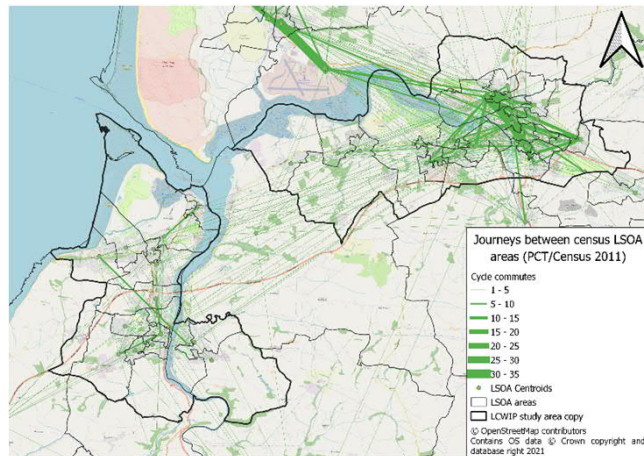 Journeys between census LSOA
areas (PCT/Census 2011)
Cycle commutes
1 - 5
5 - 10
10 - 15
15 - 20
20 - 25
25 - 30
30 - 35
LSOA Centroids
LSOA areas
LCWIP study area copy
© OpenStreetMap contributors
Contains OS data © Crown copyright and
database right 2021